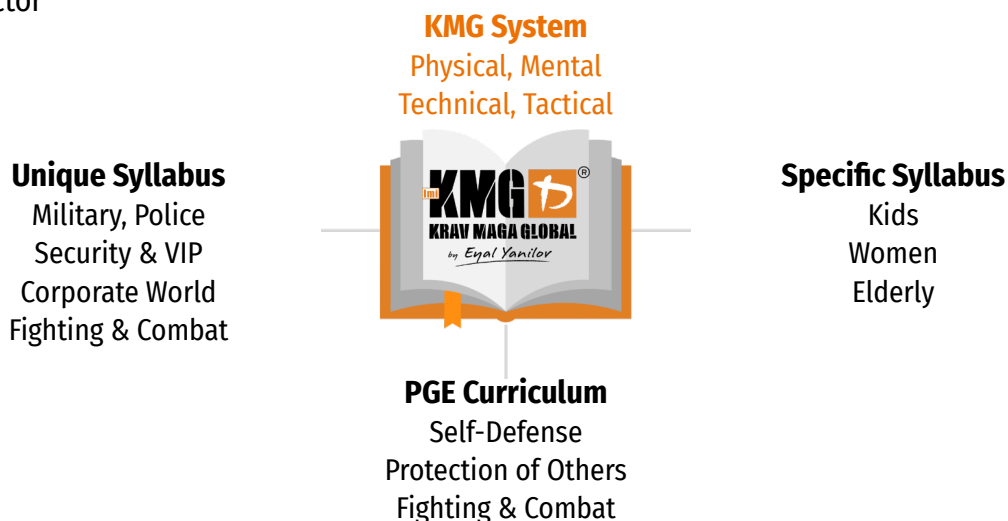 KMG System
Physical, Mental
Technical, Tactical
Unique Syllabus
Military, Police
Security & VIP
Corporate World
Fighting & Combat
imi KMG ®
KRAV MAGA GLOBAL
by Eyal Yanilov
Specific Syllabus
Kids
Women
Elderly
PGE Curriculum
Self-Defense
Protection of Others
Fighting & Combat